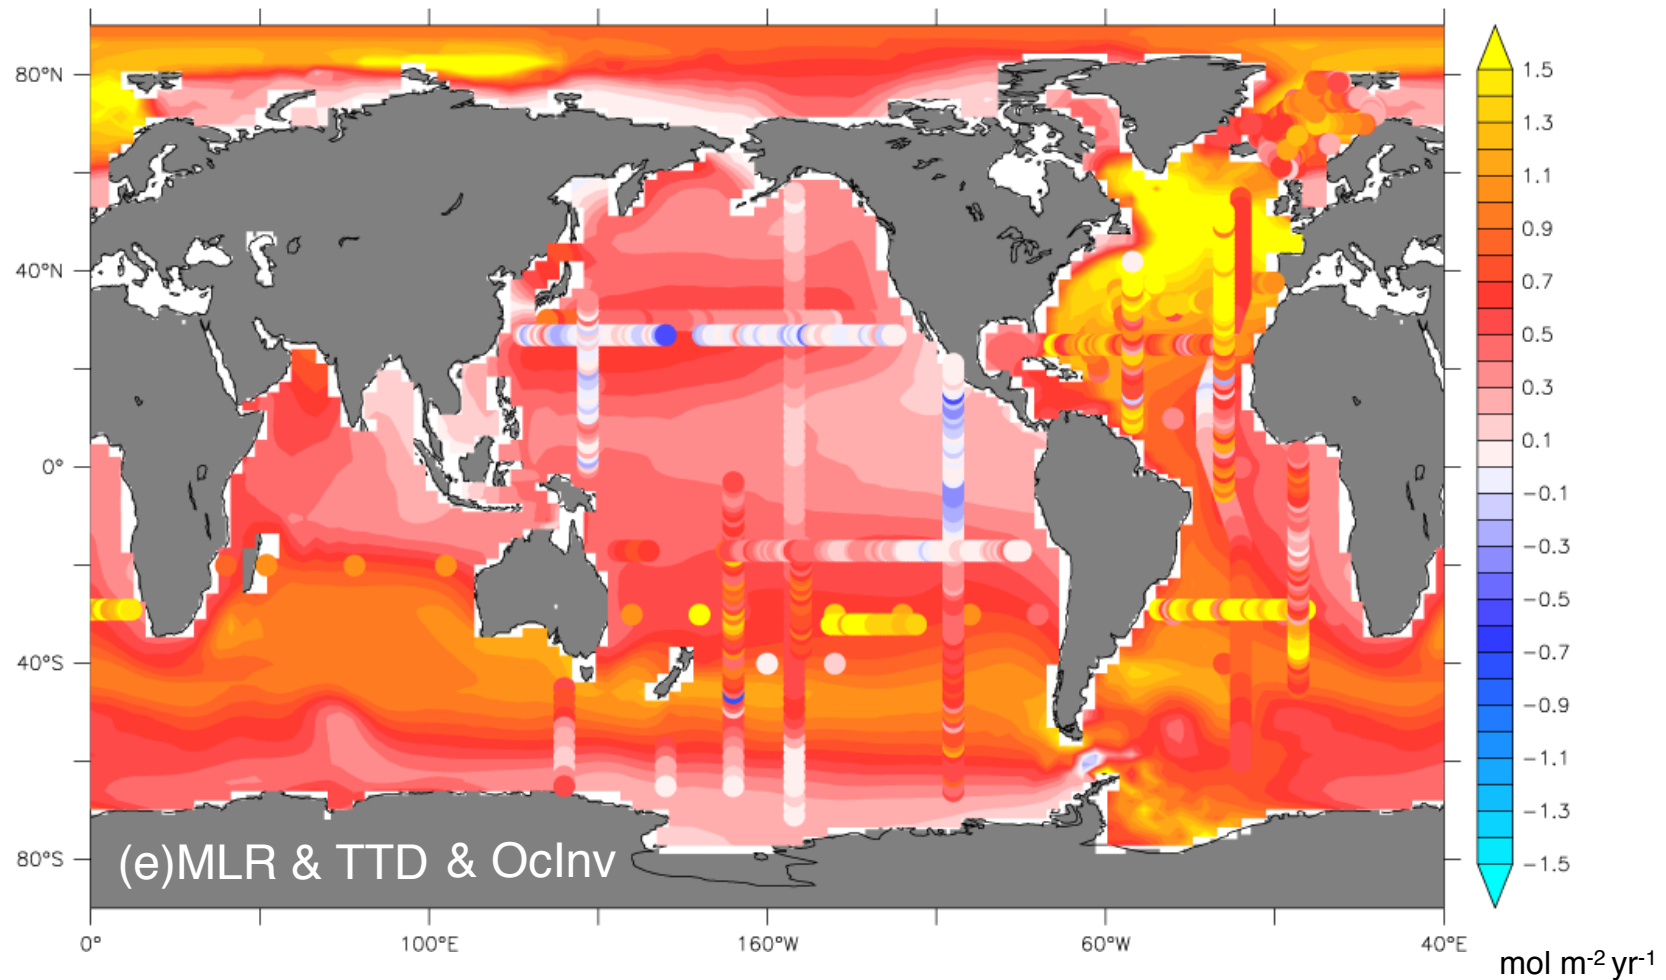 80°N
40°N
0°
40°S
80°S
0°
100°E
160°W
60°W
40°E
(e)MLR & TTD & OcInv
1.5
1.3
1.1
0.9
0.7
0.5
0.3
0.1
−0.1
−0.3
−0.5
−0.7
−0.9
−1.1
−1.3
−1.5
mol m-2 yr-1